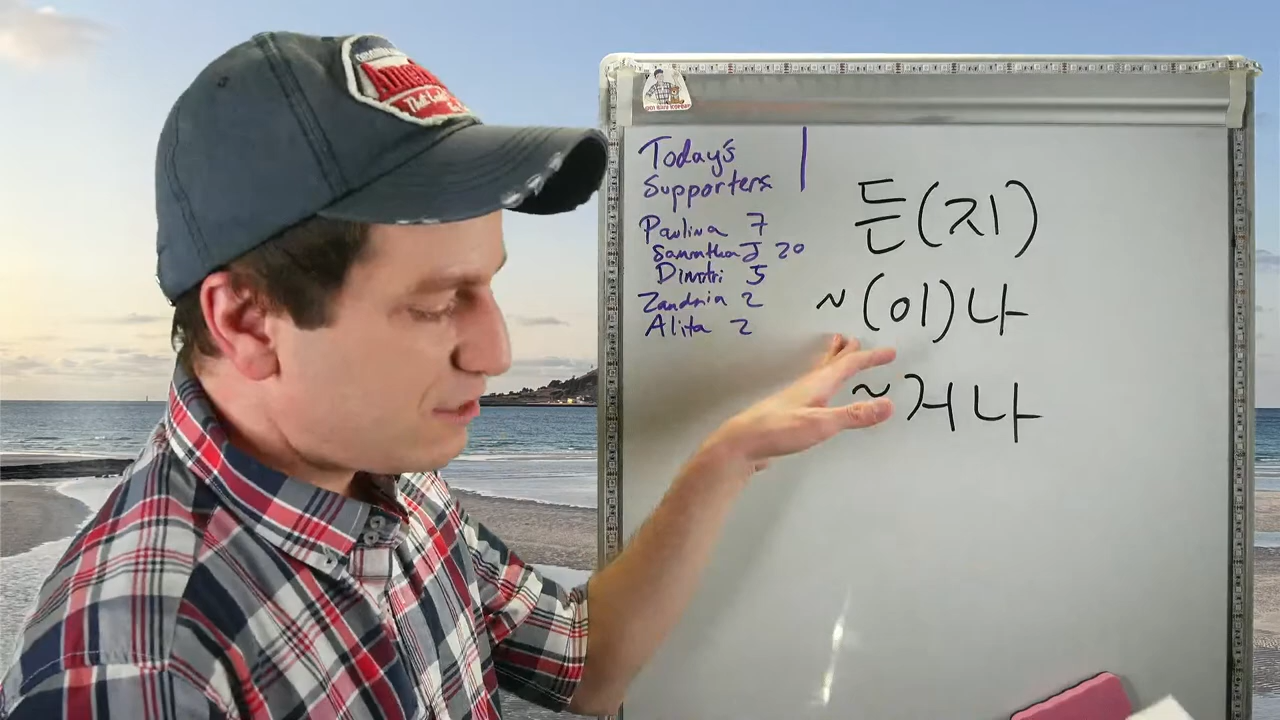 Today's
Supporters
Paulina 7
Samantha J 20
Dimitri 5
Zandria 2
Alita 2
든(지)
~(이)나
~거나